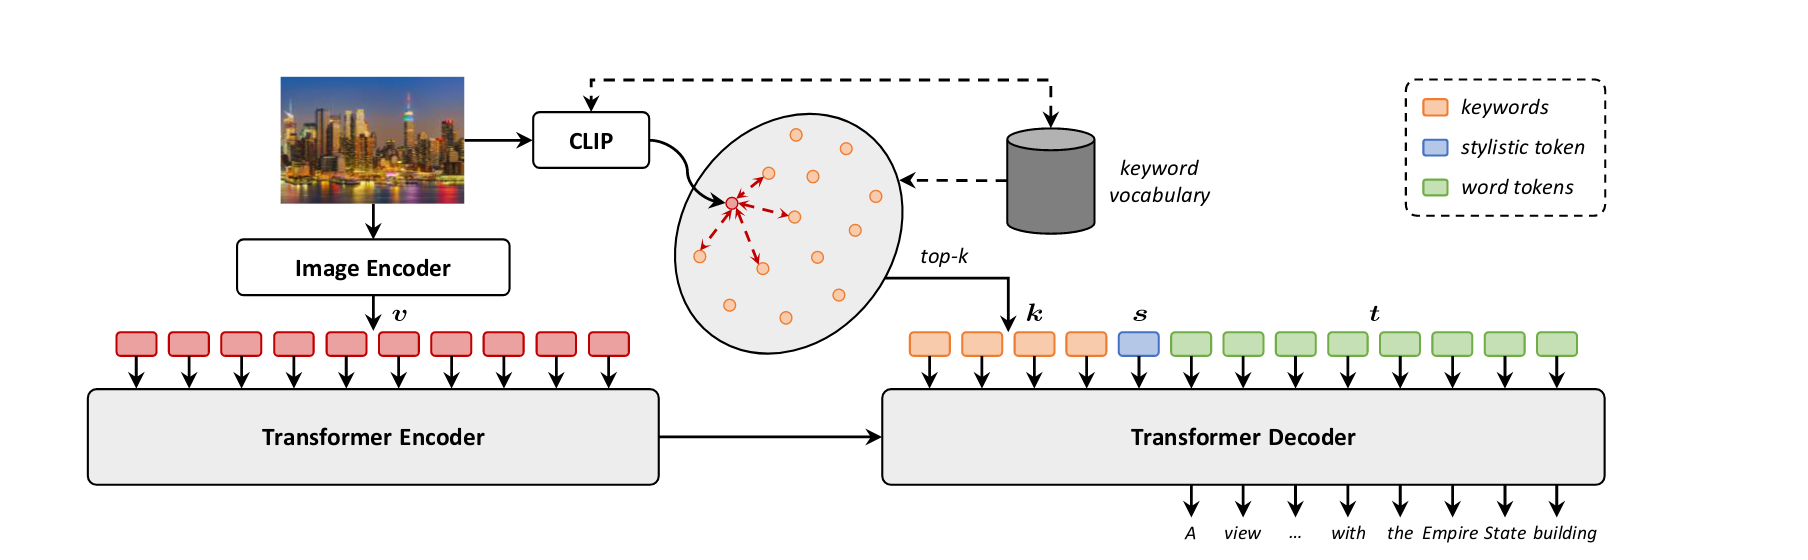 CLIP
keyword
vocabulary
keywords
stylistic token
word tokens
Image Encoder
top-k
v
k
s
t
Transformer Encoder
Transformer Decoder
A view ... with the Empire State building